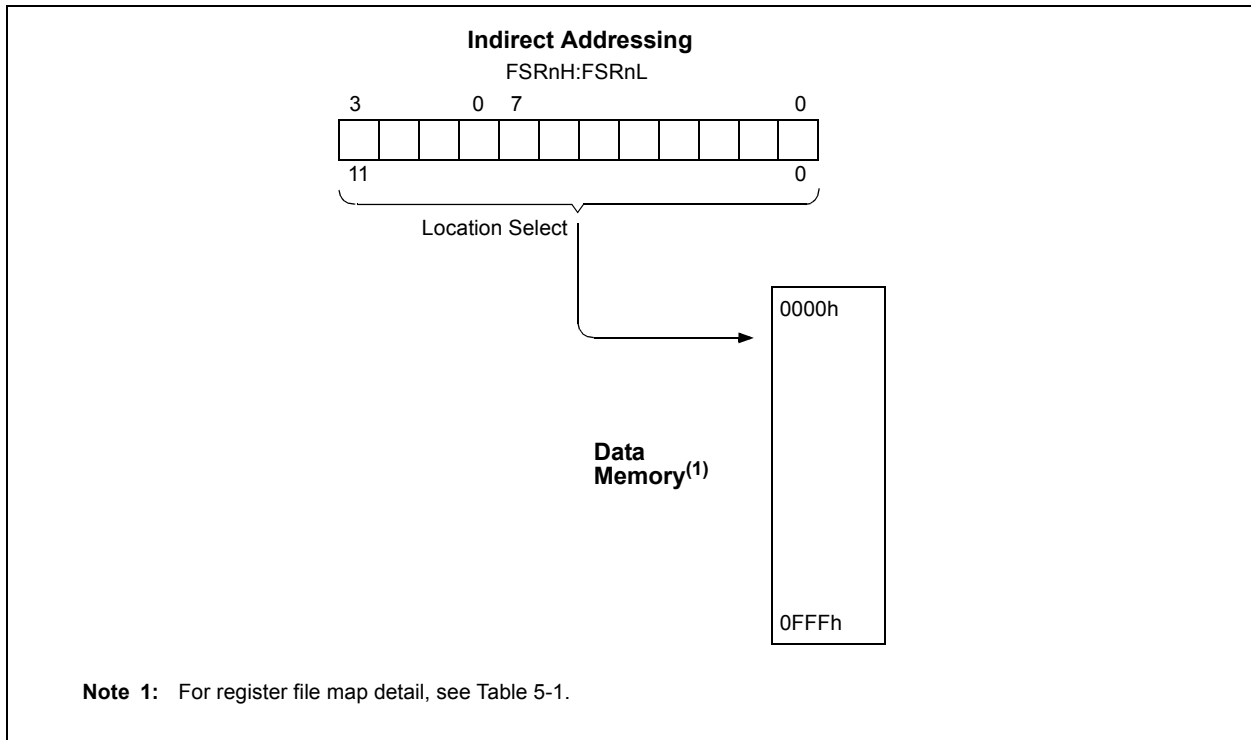 Indirect Addressing
FSRnH:FSRnL
3 0 7 0
11 0
Location Select
0000h
Data
Memory(1)
0FFFh
Note 1: For register file map detail, see Table 5-1.